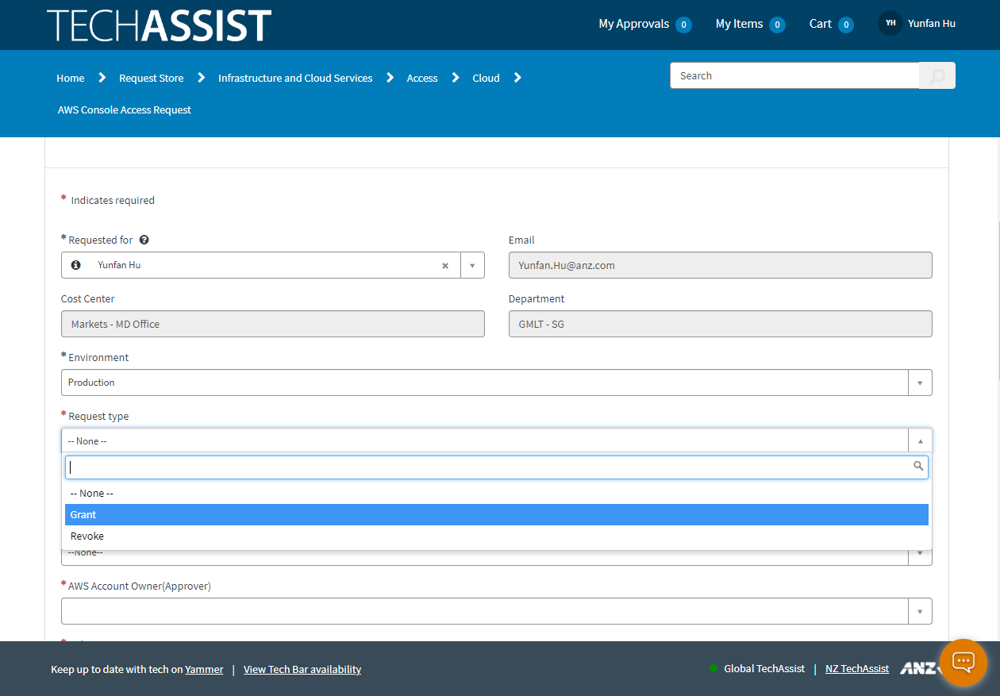 TECHASSIST
My Approvals 0 My Items 0 Cart 0 YH Yunfan Hu
Home Request Store Infrastructure and Cloud Services Access Cloud
Search
AWS Console Access Request
* Indicates required
* Requested for ?
Email
Yunfan Hu
Yunfan.Hu@anz.com
Cost Center
Department
Markets - MD Office
GMLT - SG
* Environment
Production
* Request type
-- None --
-- None --
Grant
Revoke
--None--
* AWS Account Owner(Approver)
Keep up to date with tech on Yammer | View Tech Bar availability
Global TechAssist | NZ TechAssist ANZ